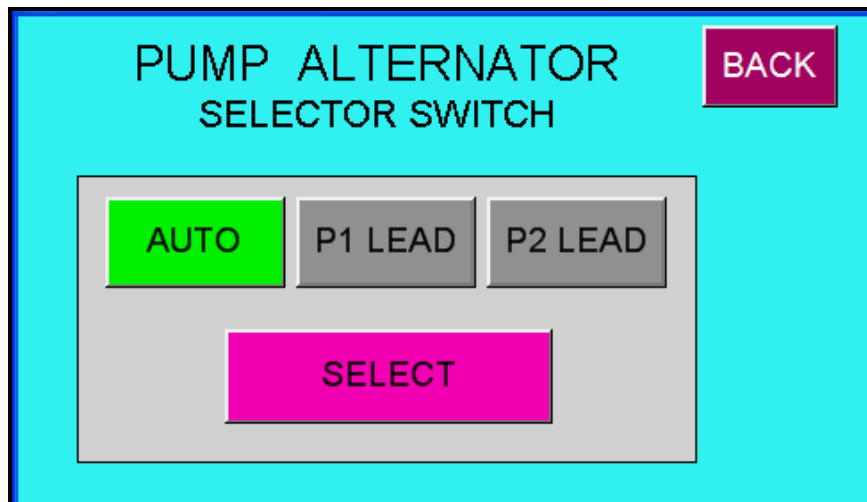 PUMP ALTERNATOR
BACK
SELECTOR SWITCH
AUTO
P1 LEAD
P2 LEAD
SELECT